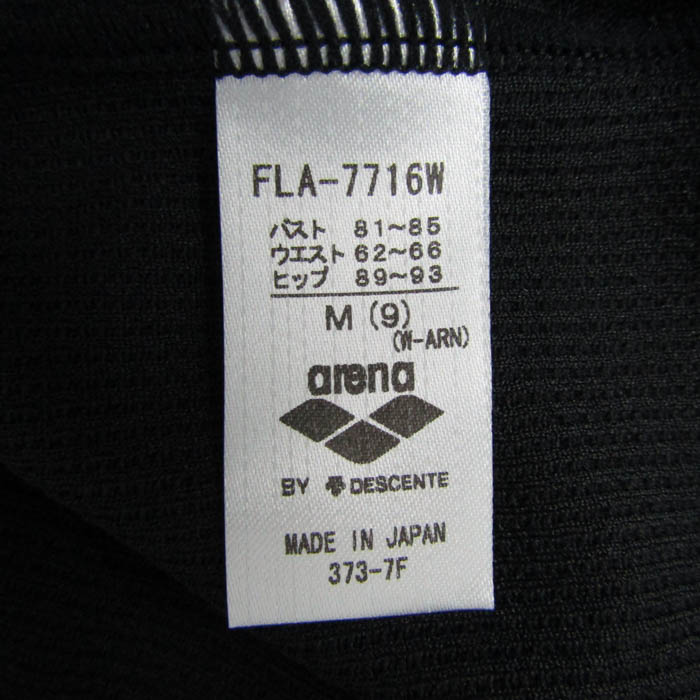 FLA-7716W
バスト 81~85
ウエスト 62~66
ヒップ 89~93
M (9)
(W-ARN)
arena
BY DESCENTE
MADE IN JAPAN
373-7F